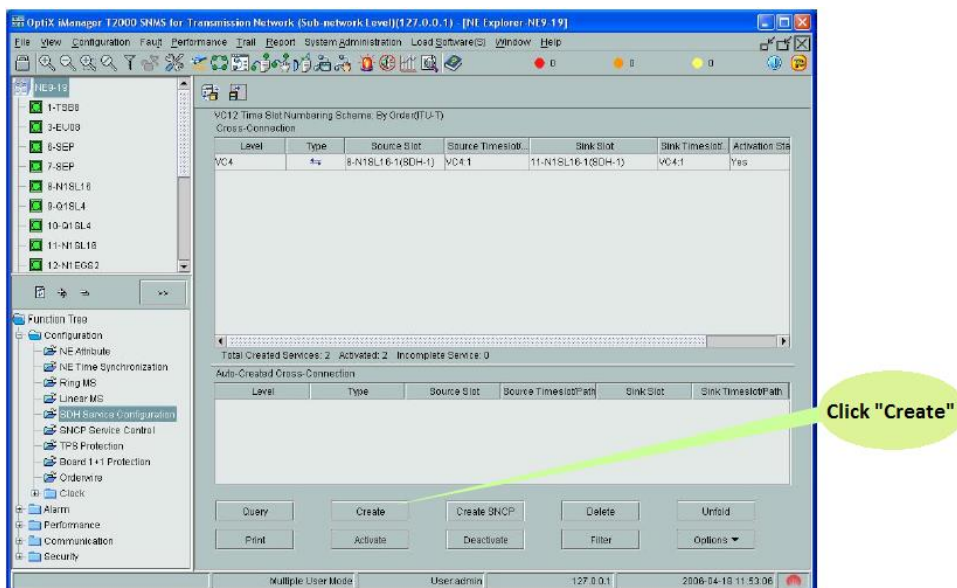 OptiX iManager T2000 SNMS for Transmission Network (Sub-network Level)(127.0.0.1) - [NE Explorer-NE9-19]
File View Configuration Fault Performance Trail Report System Administration Load Software(S) Window Help
0 0 0
NE9-19
1-TSB8
3-EU08
6-SEP
7-SEP
8-N1SL16
9-Q1SL4
10-Q1SL4
11-N1SL16
12-N1EGS2
>>
Function Tree
Configuration
NE Attribute
NE Time Synchronization
Ring MS
Linear MS
SDH Service Configuration
SNCP Service Control
TPS Protection
Board 1+1 Protection
Orderwire
Clock
Alarm
Performance
Communication
Security
VC12 Time Slot Numbering Scheme: By Order(ITU-T)
Cross-Connection
Level Type Source Slot Source Timeslot/... Sink Slot Sink Timeslot/... Activation Sta
VC4 8-N1SL16-1(SDH-1) VC4:1 11-N1SL16-1(SDH-1) VC4:1 Yes
Total Created Services: 2 Activated: 2 Incomplete Service: 0
Auto-Created Cross-Connection
Level Type Source Slot Source Timeslot/Path Sink Slot Sink Timeslot/Path
Query Create Create SNCP Delete Unfold
Print Activate Deactivate Filter Options
Click "Create"
Multiple User Mode User:admin 127.0.0.1 2006-04-18 11:53:06